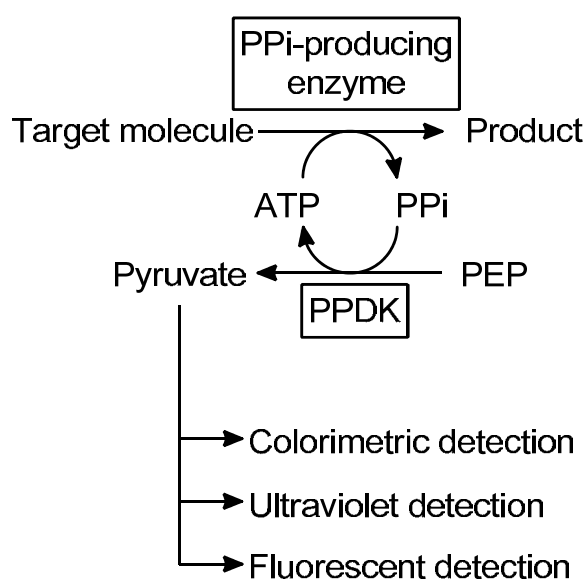 PPi-producing
enzyme
Target molecule
Product
ATP
PPi
Pyruvate
PEP
PPDK
Colorimetric detection
Ultraviolet detection
Fluorescent detection